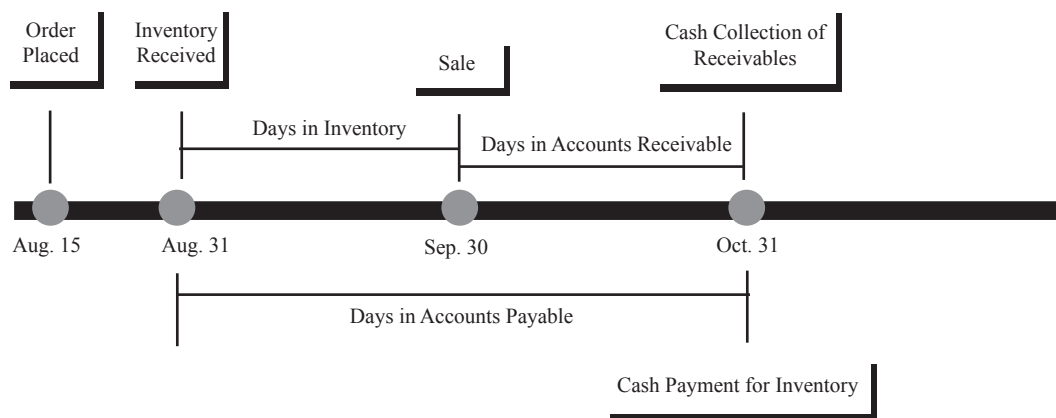 Order
Placed
Inventory
Received
Sale
Cash Collection of
Receivables
Days in Inventory
Days in Accounts Receivable
Aug. 15
Aug. 31
Sep. 30
Oct. 31
Days in Accounts Payable
Cash Payment for Inventory